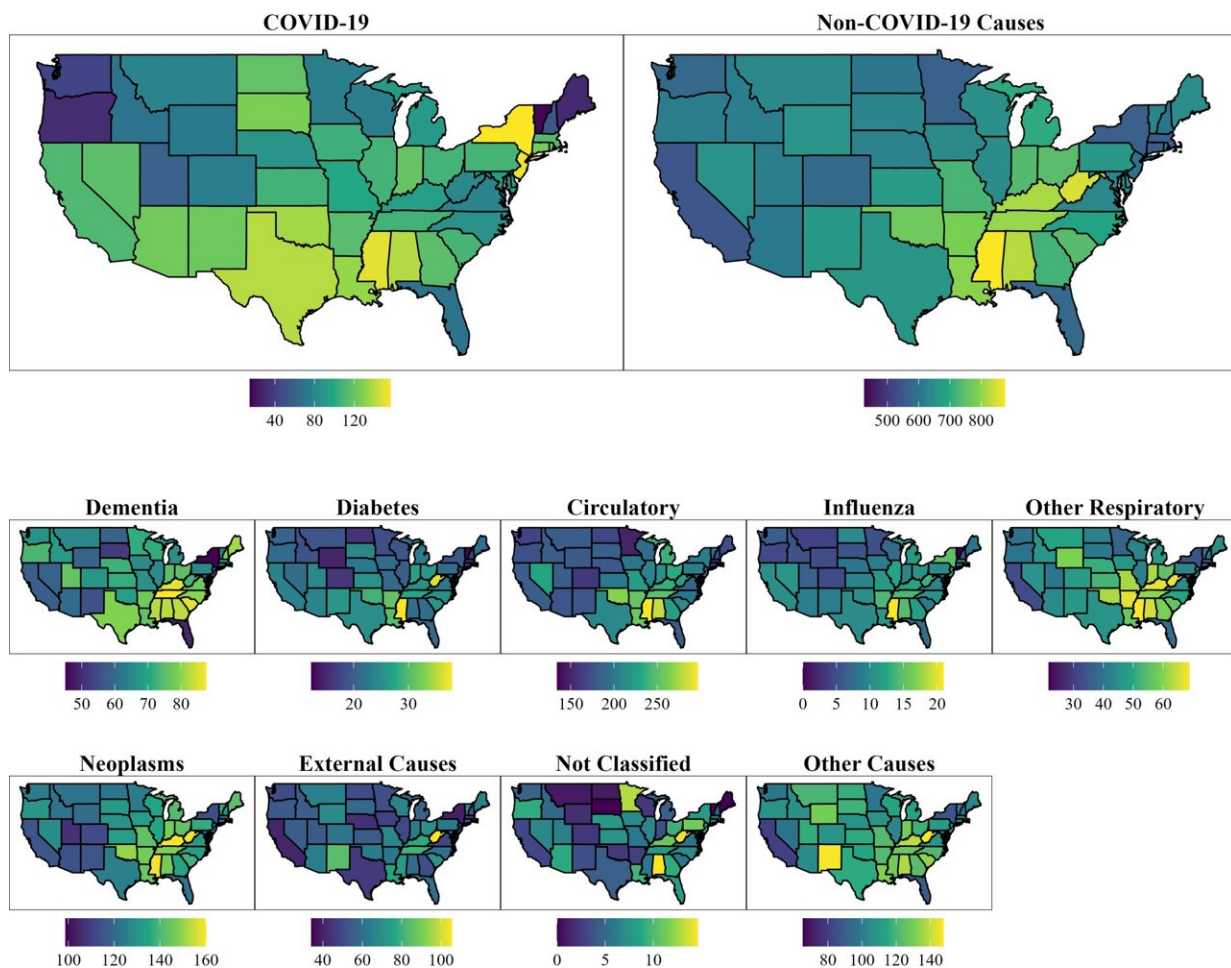 COVID-19 Non-COVID-19 Causes
40 80 120 500 600 700 800
Dementia Diabetes Circulatory Influenza Other Respiratory
50 60 70 80 20 30 150 200 250 0 5 10 15 20 30 40 50 60
Neoplasms External Causes Not Classified Other Causes
100 120 140 160 40 60 80 100 0 5 10 80 100 120 140